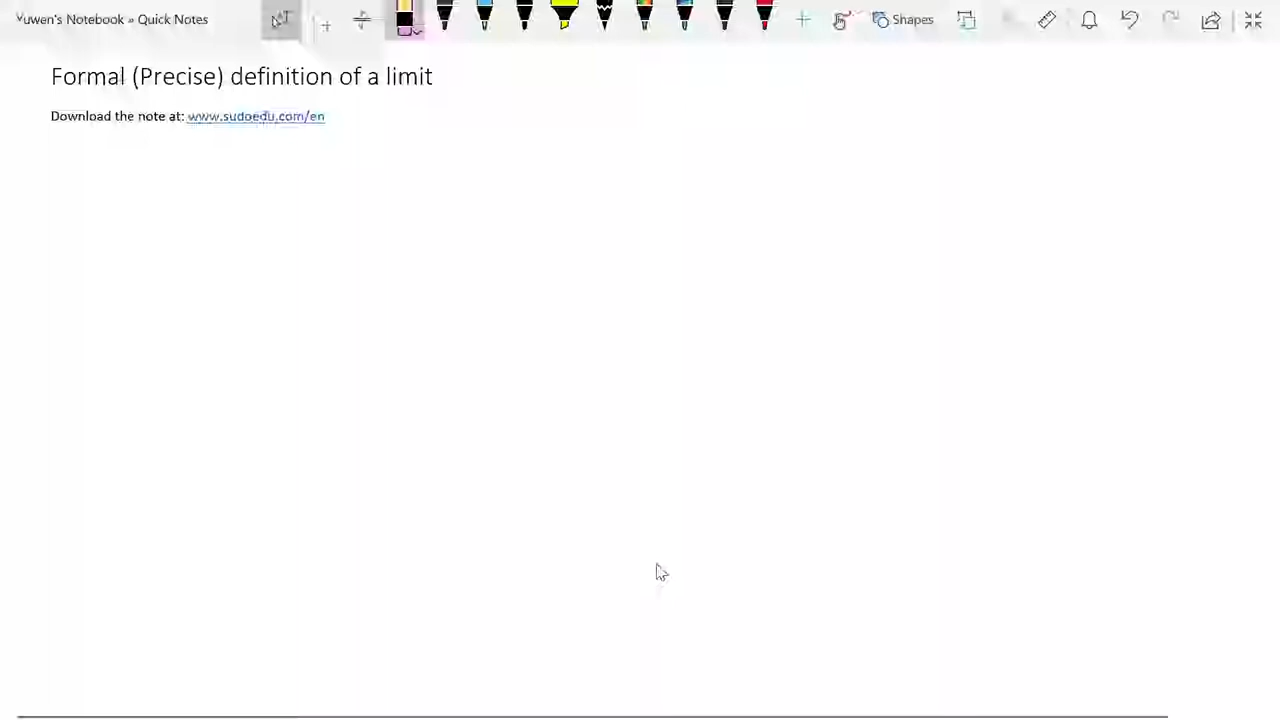 Yuwen's Notebook » Quick Notes
Shapes
Formal (Precise) definition of a limit
Download the note at: www.sudoedu.com/en